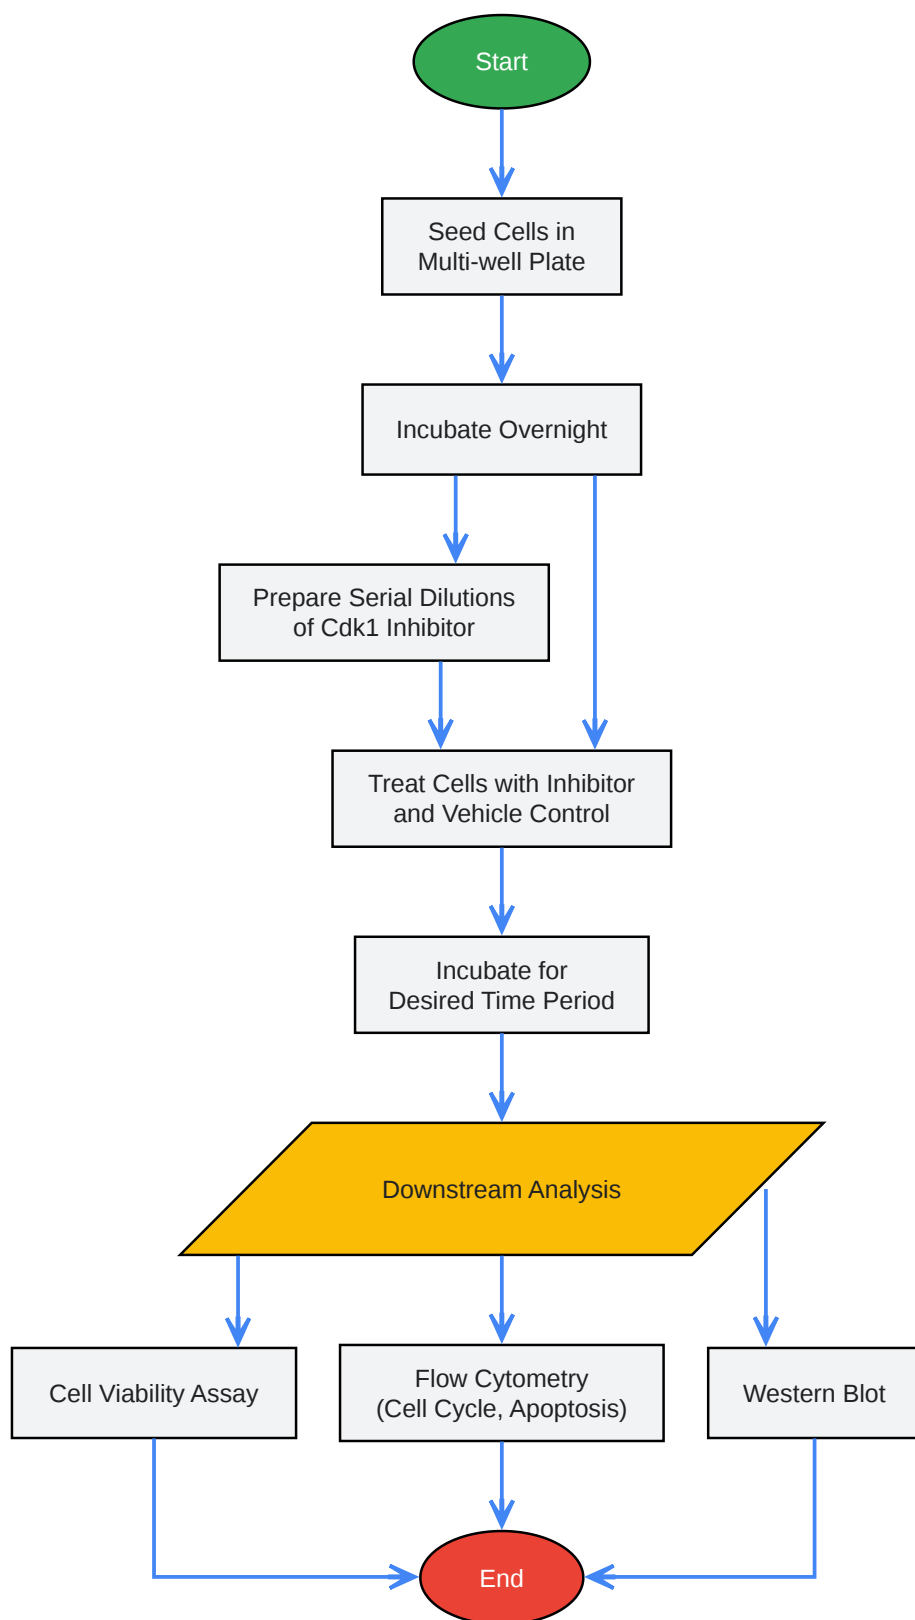 Start
Seed Cells in
Multi-well Plate
Incubate Overnight
Prepare Serial Dilutions
of Cdk1 Inhibitor
Treat Cells with Inhibitor
and Vehicle Control
Incubate for
Desired Time Period
Downstream Analysis
Cell Viability Assay
Flow Cytometry
(Cell Cycle, Apoptosis)
Western Blot
End